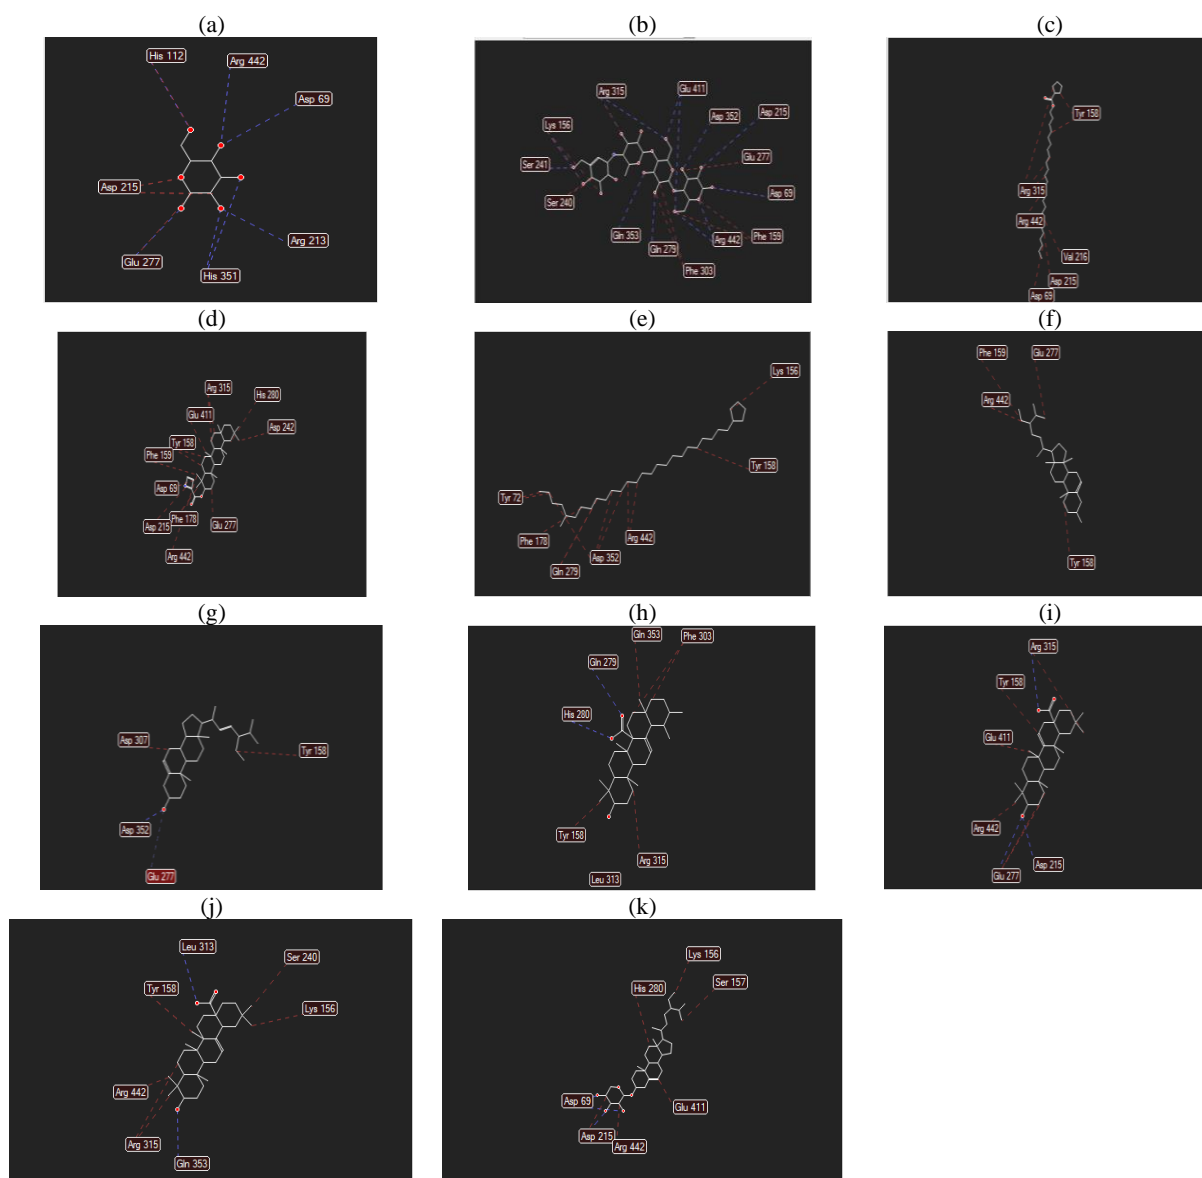 (a)
(b)
(c)
His 112
Arg 442
Asp 69
Asp 215
Arg 213
Glu 277
His 351
Arg 315
Glu 411
Lys 156
Asp 352
Asp 215
Ser 241
Glu 277
Ser 240
Asp 69
Gln 353
Gln 279
Arg 442
Phe 159
Phe 303
Tyr 158
Arg 315
Arg 442
Val 216
Asp 215
Asp 69
(d)
(e)
(f)
Arg 315
His 280
Glu 411
Asp 242
Tyr 158
Phe 159
Asp 69
Asp 215
Phe 178
Glu 277
Arg 442
Lys 156
Tyr 158
Tyr 72
Phe 178
Arg 442
Asp 352
Gln 279
Phe 159
Glu 277
Arg 442
Tyr 158
(g)
(h)
(i)
Asp 307
Tyr 158
Asp 352
Glu 277
Gln 353
Phe 303
Gln 279
His 280
Tyr 158
Arg 315
Leu 313
Arg 315
Tyr 158
Glu 411
Arg 442
Asp 215
Glu 277
(j)
(k)
Leu 313
Ser 240
Tyr 158
Lys 156
Arg 442
Arg 315
Gln 353
Lys 156
His 280
Ser 157
Asp 69
Glu 411
Asp 215
Arg 442